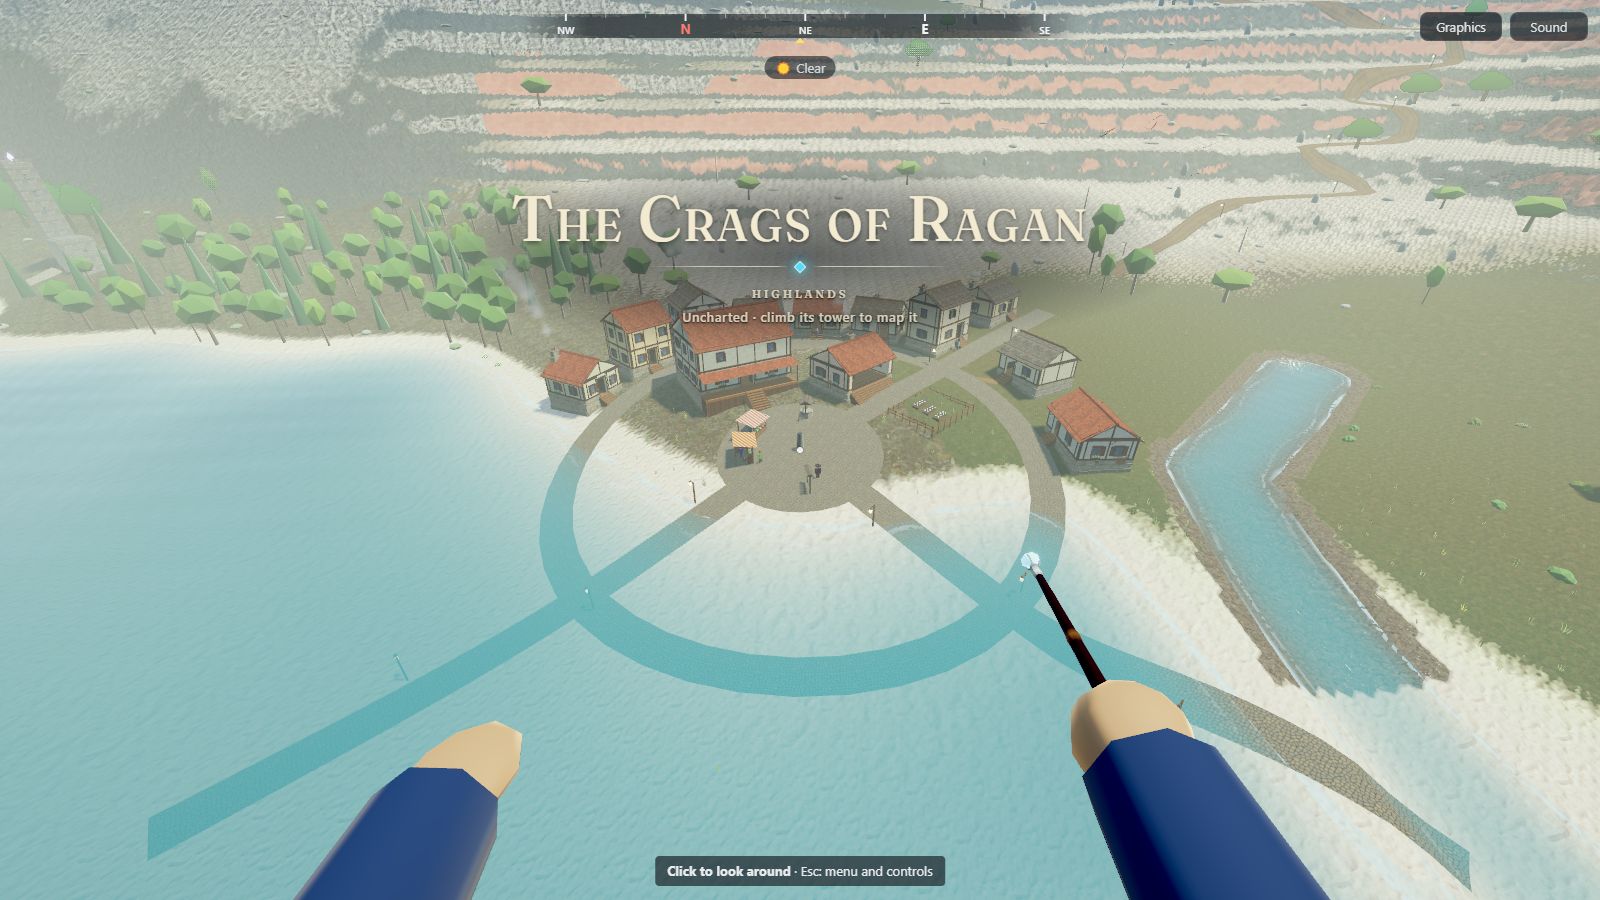 NW N NE E SE
Graphics Sound
Clear
The Crags of Ragan
HIGHLANDS
Uncharted · climb its tower to map it
Click to look around · Esc: menu and controls